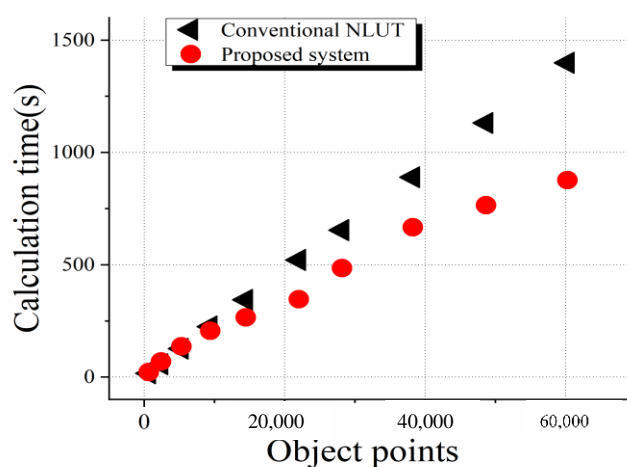 Conventional NLUT
Proposed system
Calculation time(s)
1500
1000
500
0
0 20,000 40,000 60,000
Object points